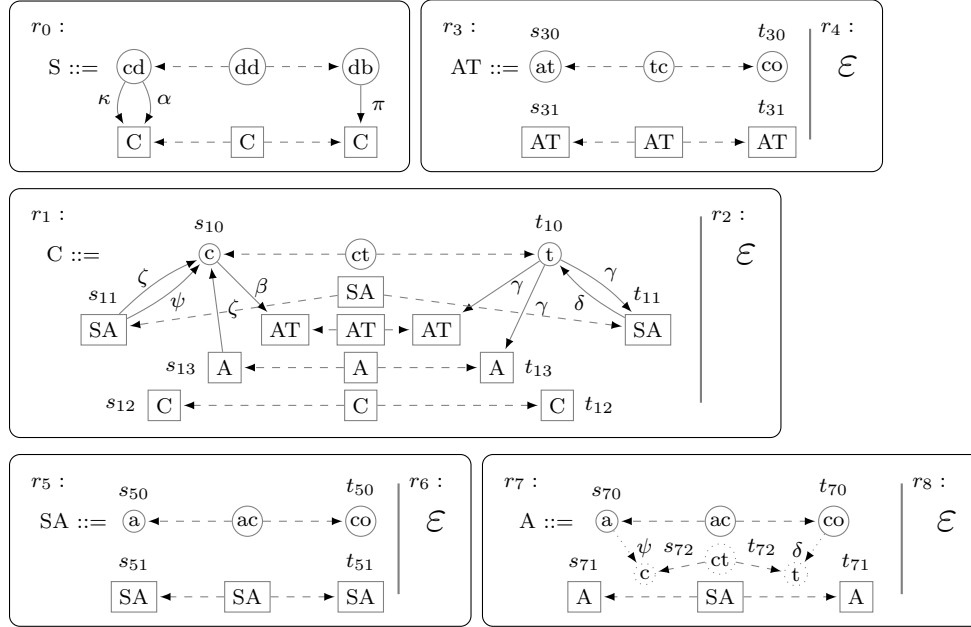 r0 :
S ::= cd dd db
κ α π
C C C
r3 :
s30 t30
AT ::= at tc co
s31 t31
AT AT AT
r4 :
ε
r1 :
s10 t10
C ::= c ct t
ζ ψ β γ γ δ
s11 SA SA t11
SA ζ γ
AT AT AT
s13 A A A t13
s12 C C C t12
r2 :
ε
r5 :
s50 t50
SA ::= a ac co
s51 t51
SA SA SA
r6 :
ε
r7 :
s70 t70
A ::= a ac co
ψ s72 ct t72 δ
c t
s71 t71
A SA A
r8 :
ε